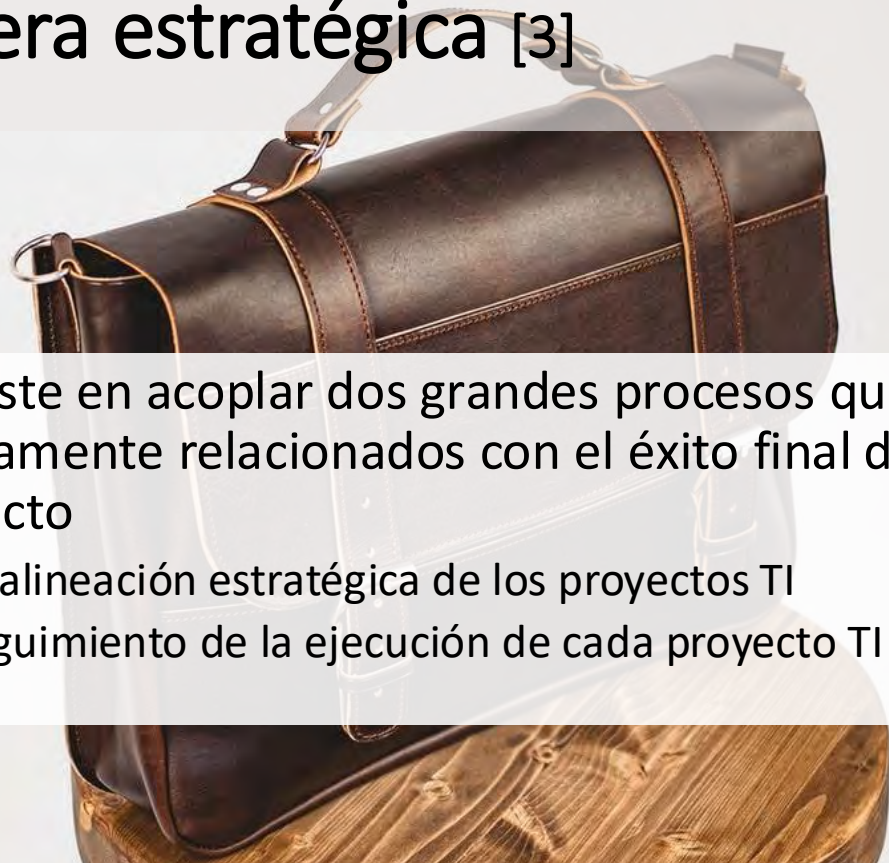 era estratégica [3]
ste en acoplar dos grandes procesos qu
amente relacionados con el éxito final d
cto
alineación estratégica de los proyectos TI
guimiento de la ejecución de cada proyecto TI